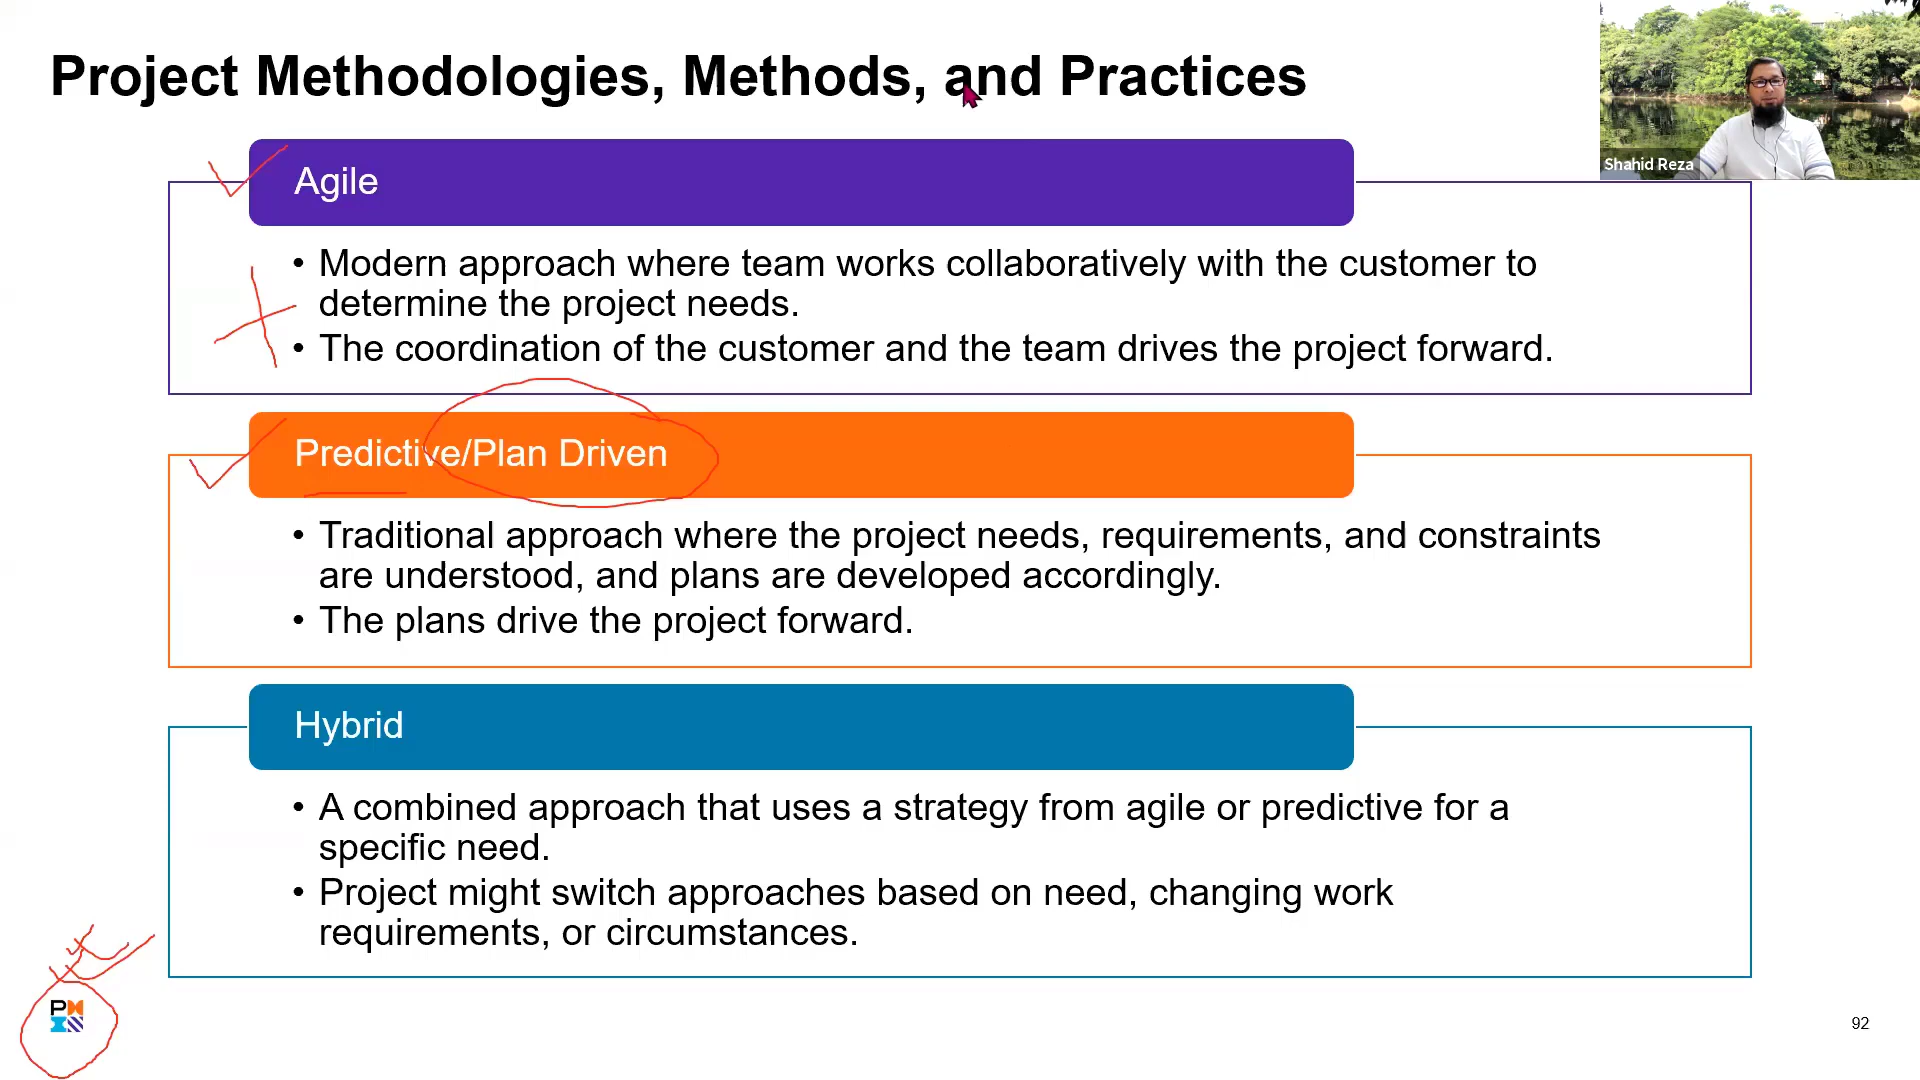 Project Methodologies, Methods, and Practices
Shahid Reza
Agile
• Modern approach where team works collaboratively with the customer to
determine the project needs.
• The coordination of the customer and the team drives the project forward.
Predictive/Plan Driven
• Traditional approach where the project needs, requirements, and constraints
are understood, and plans are developed accordingly.
• The plans drive the project forward.
Hybrid
• A combined approach that uses a strategy from agile or predictive for a
specific need.
• Project might switch approaches based on need, changing work
requirements, or circumstances.
92